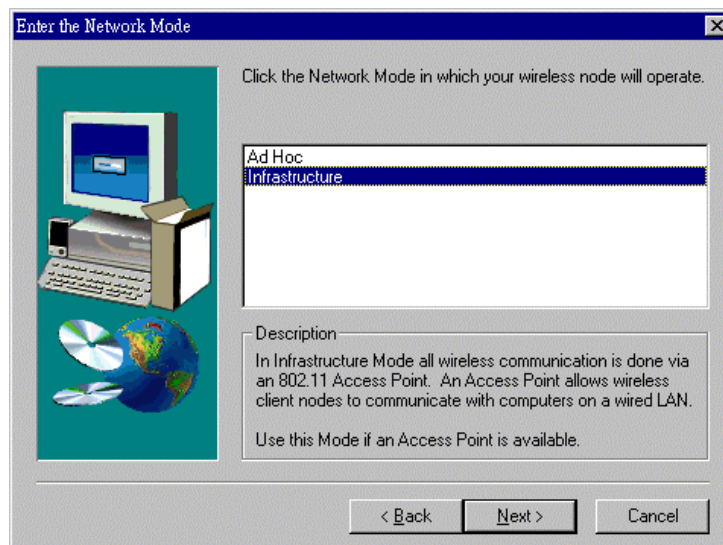 Enter the Network Mode
Click the Network Mode in which your wireless node will operate.
Ad Hoc
Infrastructure
Description
In Infrastructure Mode all wireless communication is done via
an 802.11 Access Point. An Access Point allows wireless
client nodes to communicate with computers on a wired LAN.
Use this Mode if an Access Point is available.
< Back
Next >
Cancel